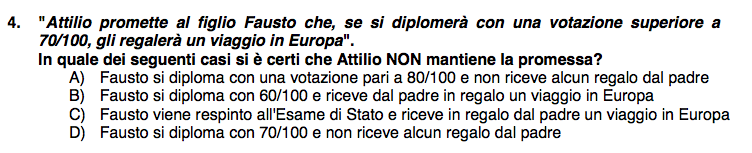 4. "Attilio promette al figlio Fausto che, se si diplomerà con una votazione superiore a
70/100, gli regalerà un viaggio in Europa".
In quale dei seguenti casi si è certi che Attilio NON mantiene la promessa?
A) Fausto si diploma con una votazione pari a 80/100 e non riceve alcun regalo dal padre
B) Fausto si diploma con 60/100 e riceve dal padre in regalo un viaggio in Europa
C) Fausto viene respinto all'Esame di Stato e riceve in regalo dal padre un viaggio in Europa
D) Fausto si diploma con 70/100 e non riceve alcun regalo dal padre